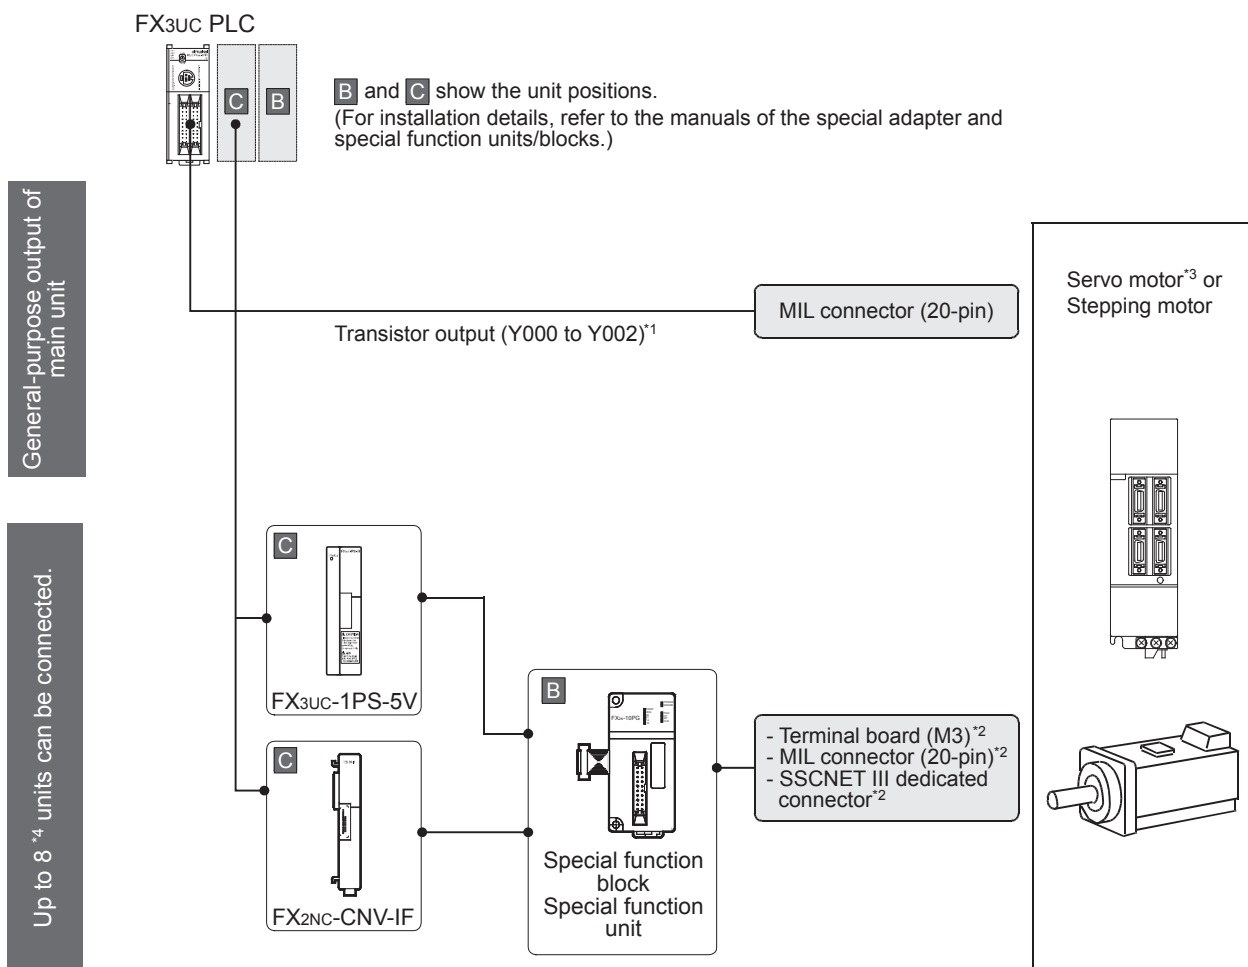 FX3UC PLC
C
B
B and C show the unit positions.
(For installation details, refer to the manuals of the special adapter and
special function units/blocks.)
General-purpose output of
main unit
Transistor output (Y000 to Y002)*1
MIL connector (20-pin)
Servo motor*3 or
Stepping motor
Up to 8 *4 units can be connected.
C
FX3UC-1PS-5V
C
FX2NC-CNV-IF
B
FX2N-10PG
Special function
block
Special function
unit
- Terminal board (M3)*2
- MIL connector (20-pin)*2
- SSCNET III dedicated
connector*2